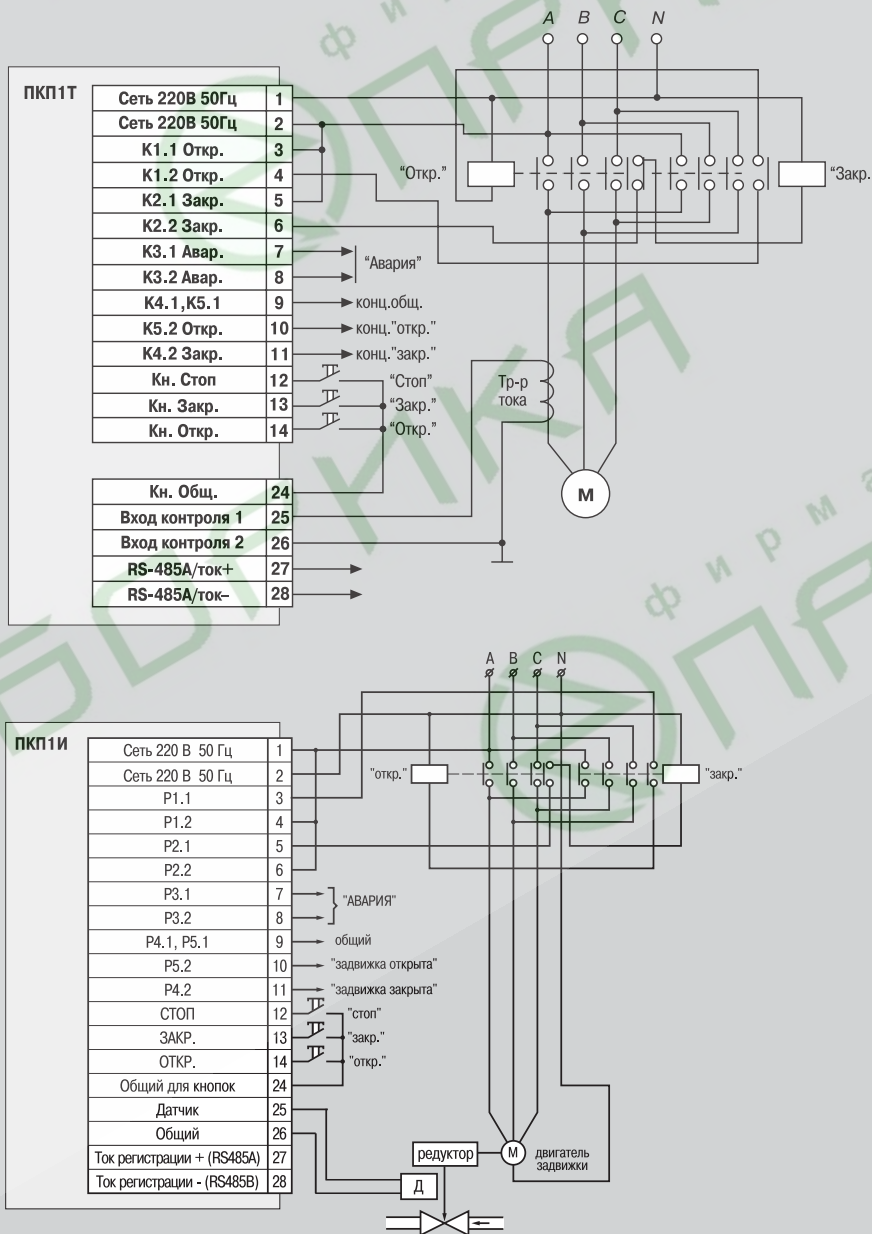 A B C N
ПКП1Т
Сеть 220В 50Гц 1
Сеть 220В 50Гц 2
К1.1 Откр. 3
К1.2 Откр. 4
К2.1 Закр. 5
К2.2 Закр. 6
К3.1 Авар. 7
К3.2 Авар. 8
К4.1,К5.1 9
К5.2 Откр. 10
К4.2 Закр. 11
Кн. Стоп 12
Кн. Закр. 13
Кн. Откр. 14
Кн. Общ. 24
Вход контроля 1 25
Вход контроля 2 26
RS-485А/ток+ 27
RS-485А/ток– 28
"Откр."
"Закр.
"Авария"
конц.общ.
конц."откр."
конц."закр."
"Стоп"
"Закр."
"Откр."
Тр-р
тока
М
A B C N
ПКП1И
Сеть 220 В 50 Гц 1
Сеть 220 В 50 Гц 2
Р1.1 3
Р1.2 4
Р2.1 5
Р2.2 6
Р3.1 7
Р3.2 8
Р4.1, Р5.1 9
Р5.2 10
Р4.2 11
СТОП 12
ЗАКР. 13
ОТКР. 14
Общий для кнопок 24
Датчик 25
Общий 26
Ток регистрации + (RS485A) 27
Ток регистрации - (RS485B) 28
"откр."
"закр."
"АВАРИЯ"
общий
"задвижка открыта"
"задвижка закрыта"
"стоп"
"закр."
"откр."
редуктор
М
двигатель
задвижки
Д